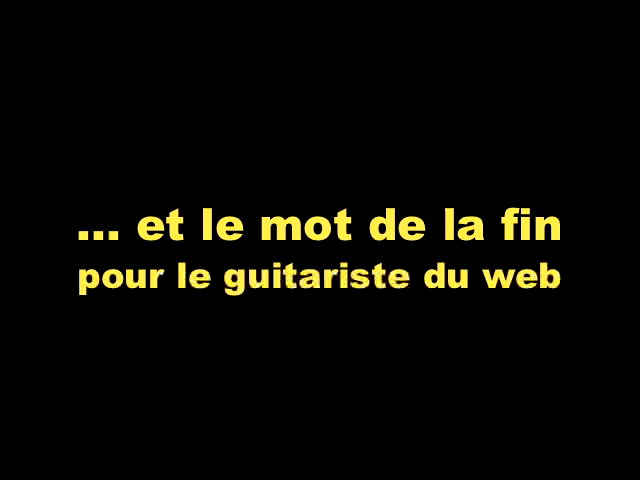 ... et le mot de la fin
pour le guitariste du web